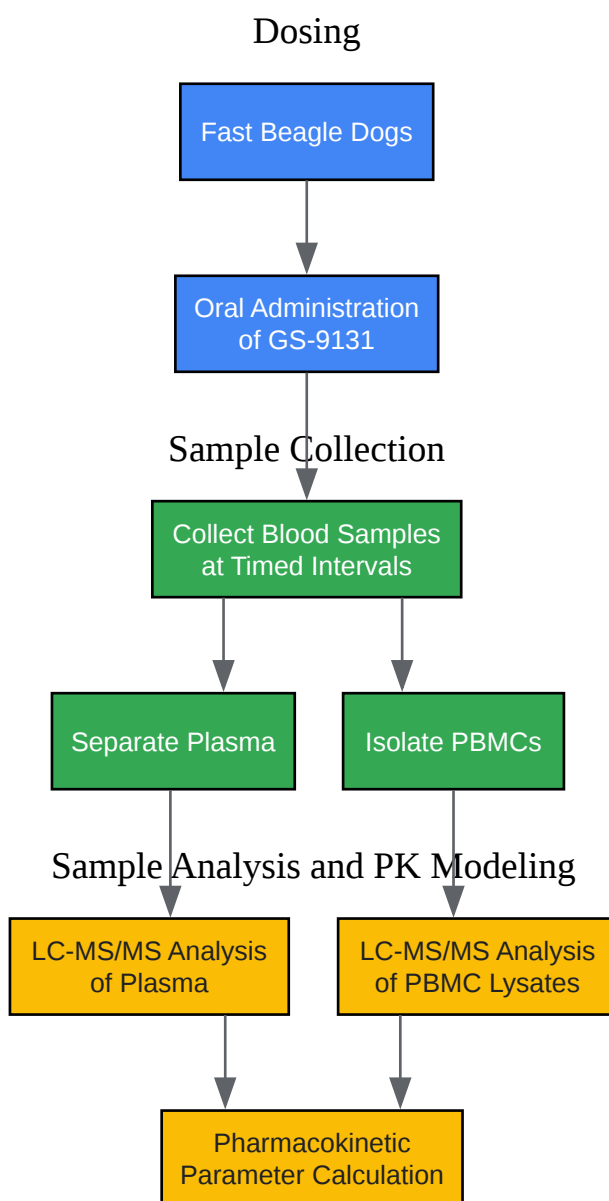 Dosing
Fast Beagle Dogs
Oral Administration
of GS-9131
Sample Collection
Collect Blood Samples
at Timed Intervals
Separate Plasma
Isolate PBMCs
Sample Analysis and PK Modeling
LC-MS/MS Analysis
of Plasma
LC-MS/MS Analysis
of PBMC Lysates
Pharmacokinetic
Parameter Calculation